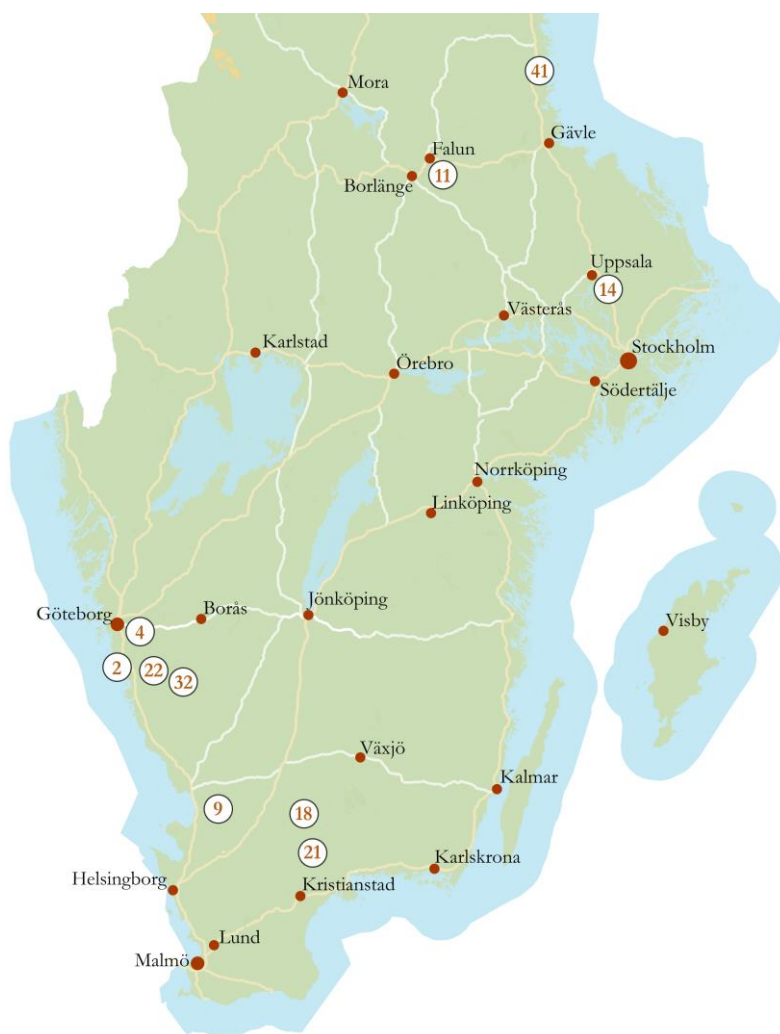 41
Mora
Gävle
Falun
Borlänge
11
Uppsala
14
Västerås
Karlstad
Stockholm
Örebro
Södertälje
Norrköping
Linköping
Göteborg
Borås
Jönköping
4
Visby
2
22
32
Växjö
Kalmar
9
18
21
Karlskrona
Helsingborg
Kristianstad
Lund
Malmö